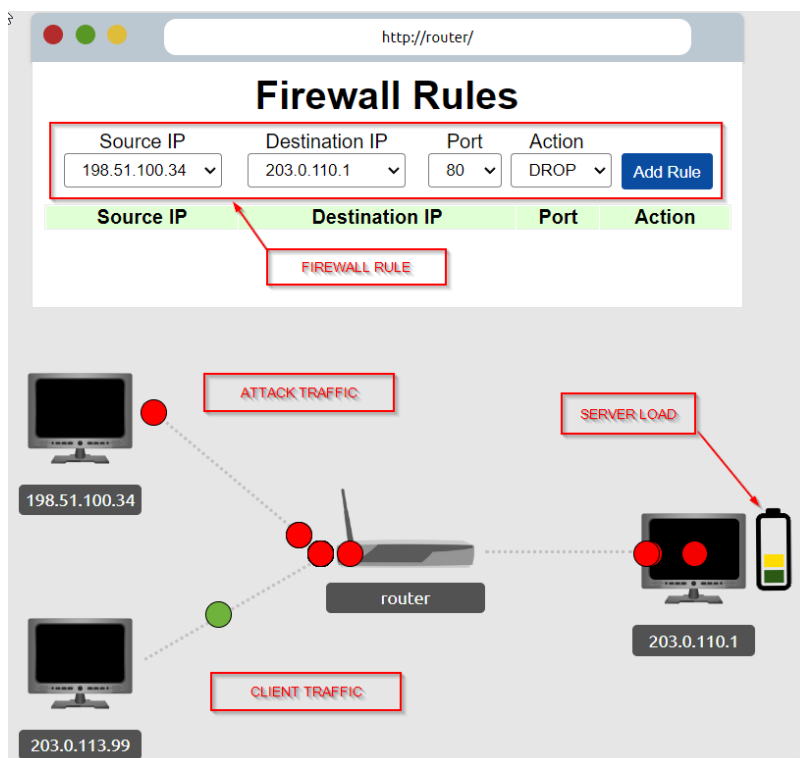 http://router/
Firewall Rules
Source IP Destination IP Port Action
198.51.100.34 203.0.110.1 80 DROP Add Rule
Source IP Destination IP Port Action
FIREWALL RULE
ATTACK TRAFFIC
SERVER LOAD
198.51.100.34
router
203.0.110.1
CLIENT TRAFFIC
203.0.113.99